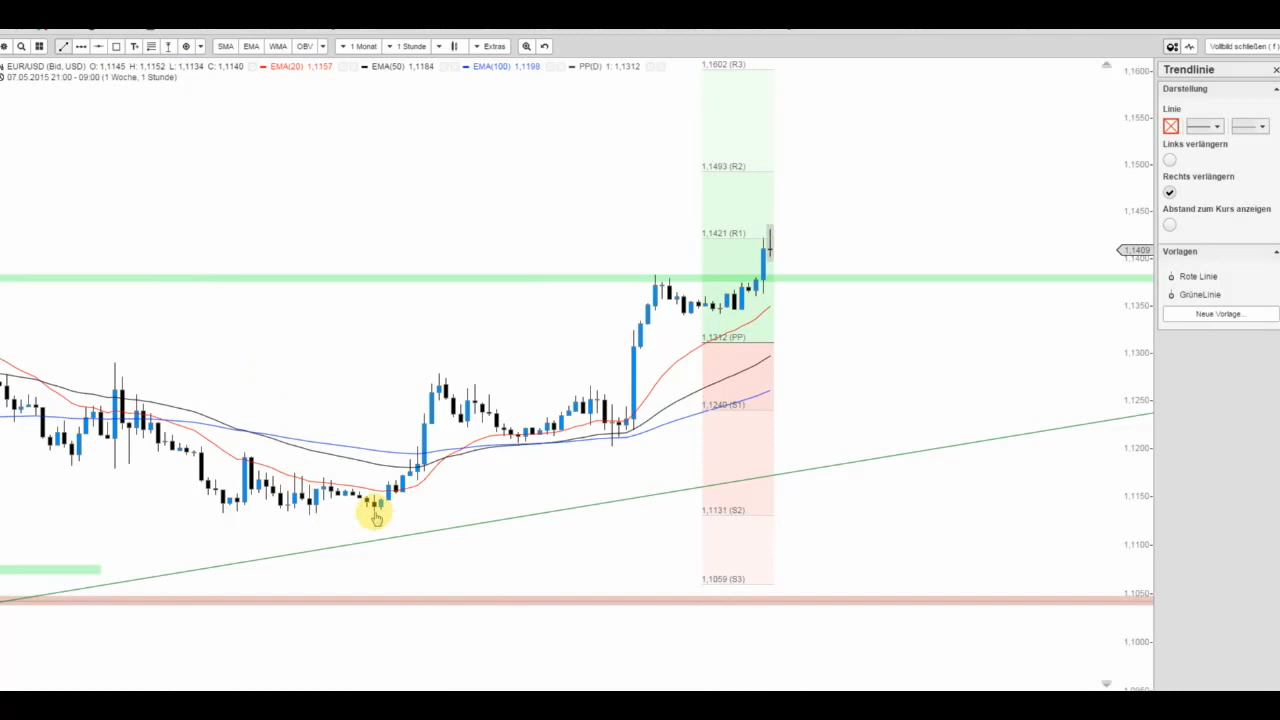 SMA EMA WMA OBV 1 Monat 1 Stunde Extras Vollbild schließen ( f )
EUR/USD (Bid, USD) O: 1,1145 H: 1,1152 L: 1,1134 C: 1,1140 EMA(20) 1,1157 EMA(50) 1,1184 EMA(100) 1,1198 PP(D) 1: 1,1312
07.05.2015 21:00 - 09:00 (1 Woche, 1 Stunde)
Trendlinie
Darstellung
Linie
Links verlängern
Rechts verlängern
Abstand zum Kurs anzeigen
Vorlagen
Rote Linie
GrüneLinie
Neue Vorlage...
1,1602 (R3)
1,1493 (R2)
1,1421 (R1)
1,1312 (PP)
1,1240 (S1)
1,1131 (S2)
1,1059 (S3)
1,1600
1,1550
1,1500
1,1450
1,1409
1,1400
1,1350
1,1300
1,1250
1,1200
1,1150
1,1100
1,1050
1,1000